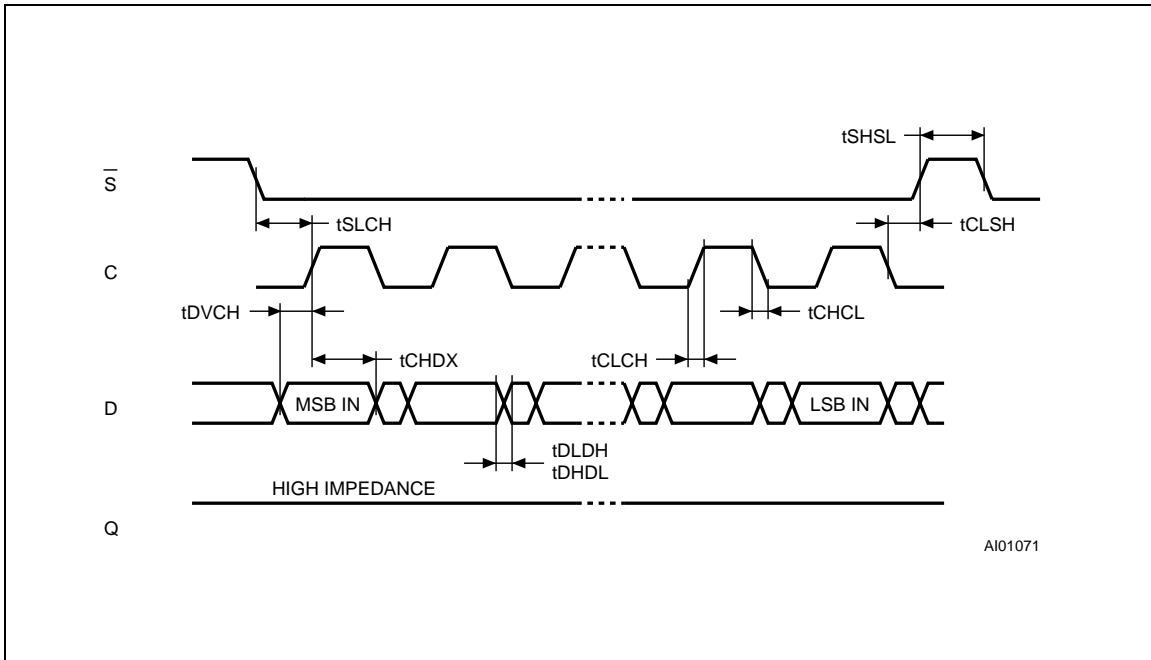 tSHSL
S̅
tSLCH
tCLSH
C
tDVCH
tCHCL
tCHDX
tCLCH
D
MSB IN
LSB IN
tDLDH
tDHDL
HIGH IMPEDANCE
Q
AI01071